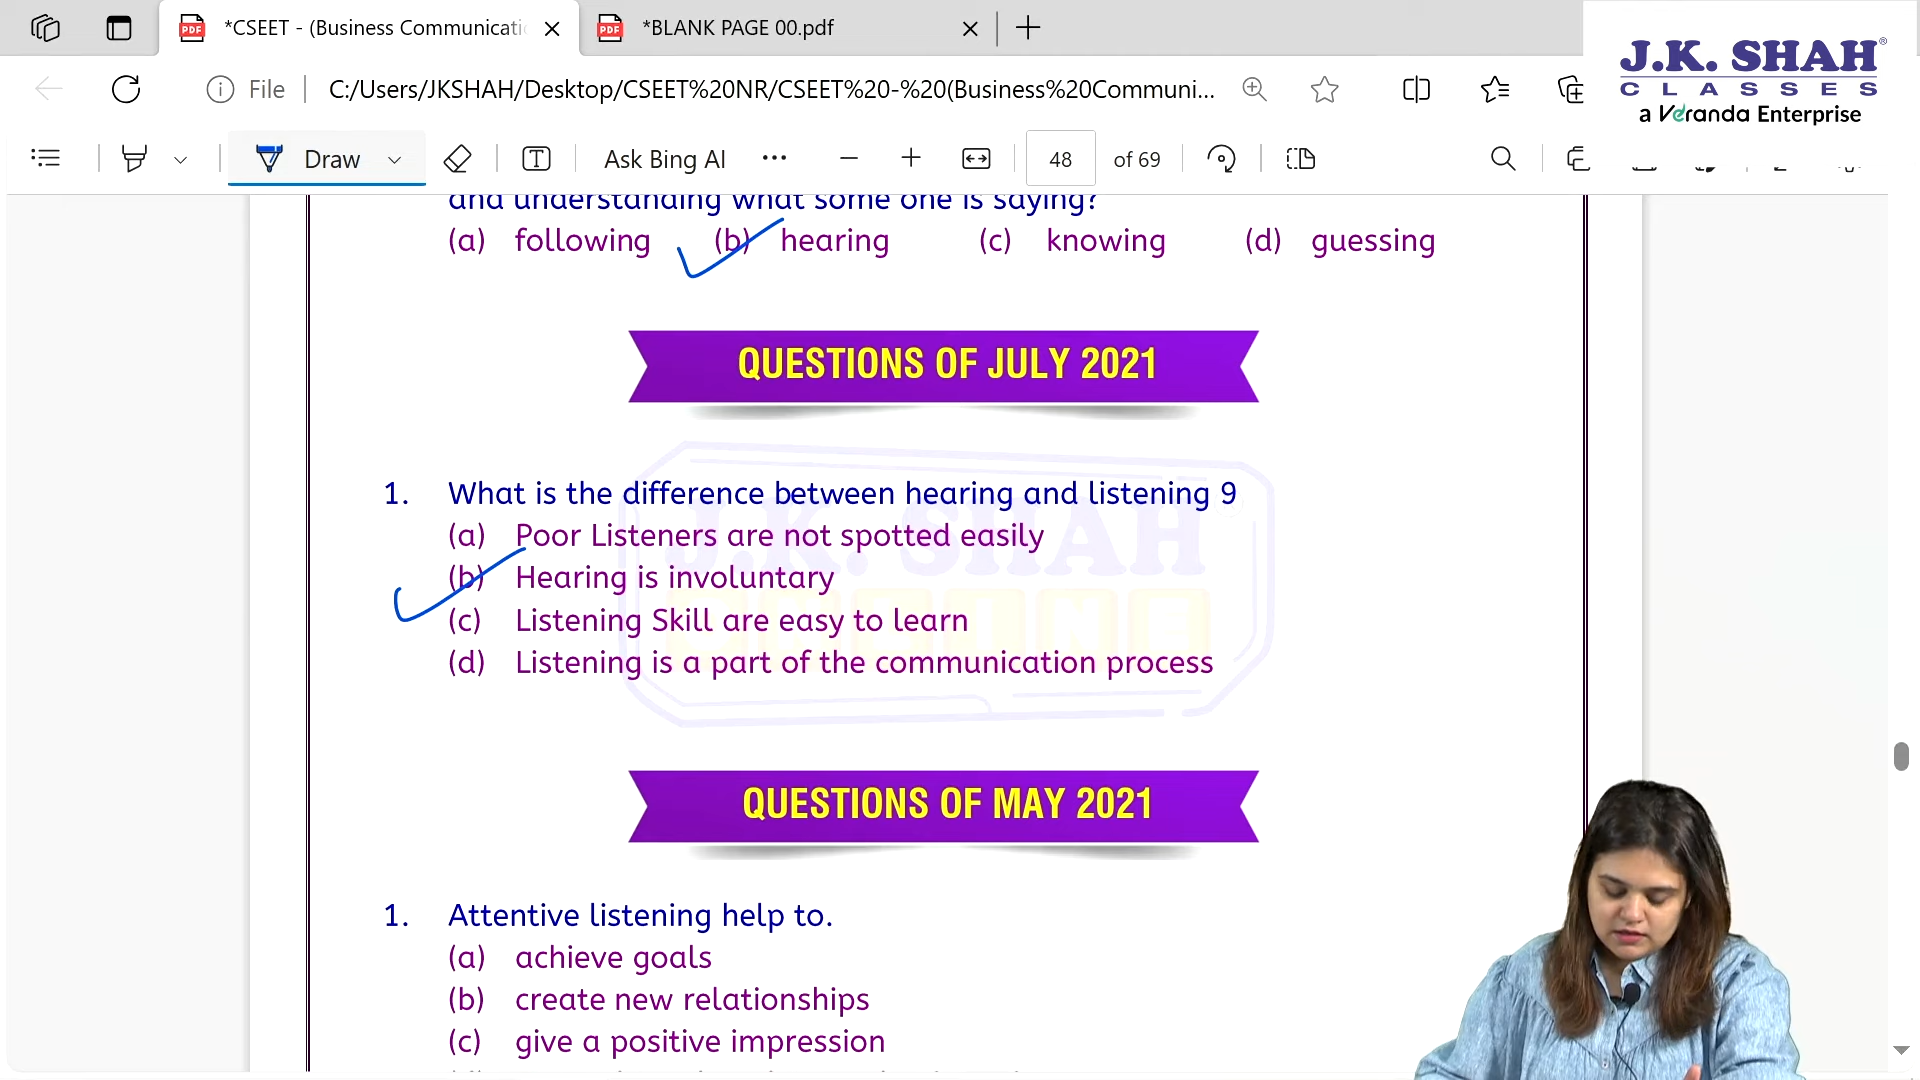 *CSEET - (Business Communicati
*BLANK PAGE 00.pdf
J.K. SHAH®
CLASSES
a Veranda Enterprise
File
C:/Users/JKSHAH/Desktop/CSEET%20NR/CSEET%20-%20(Business%20Communi...
Draw
Ask Bing AI
48
of 69
and understanding what some one is saying?
(a) following (b) hearing (c) knowing (d) guessing
QUESTIONS OF JULY 2021
1. What is the difference between hearing and listening 9
(a) Poor Listeners are not spotted easily
(b) Hearing is involuntary
(c) Listening Skill are easy to learn
(d) Listening is a part of the communication process
J.K. SHAH
QUESTIONS OF MAY 2021
1. Attentive listening help to.
(a) achieve goals
(b) create new relationships
(c) give a positive impression